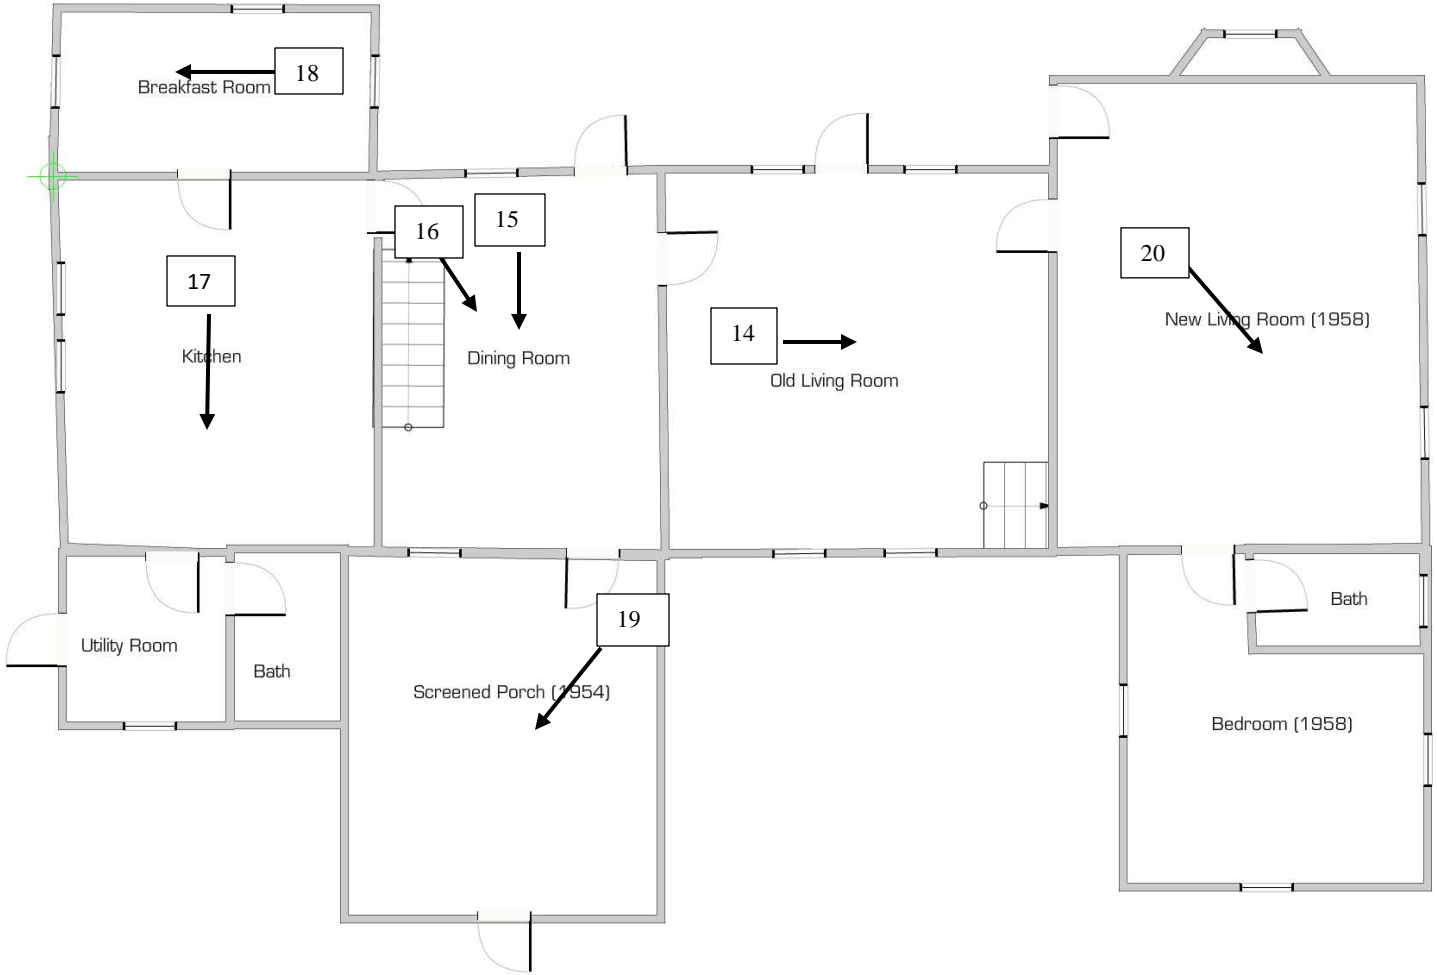 18
Breakfast Room
15
16
20
17
14
New Living Room (1958)
Kitchen
Dining Room
Old Living Room
19
Bath
Utility Room
Bath
Screened Porch (1954)
Bedroom (1958)